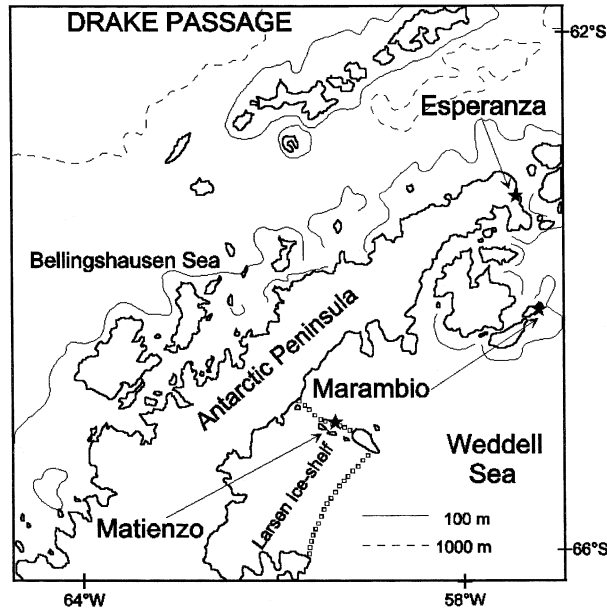 DRAKE PASSAGE
62°S
Esperanza
Bellingshausen Sea
Antarctic Peninsula
Marambio
Weddell
Sea
Larsen Ice-shelf
Matienzo
100 m
1000 m
66°S
64°W
58°W